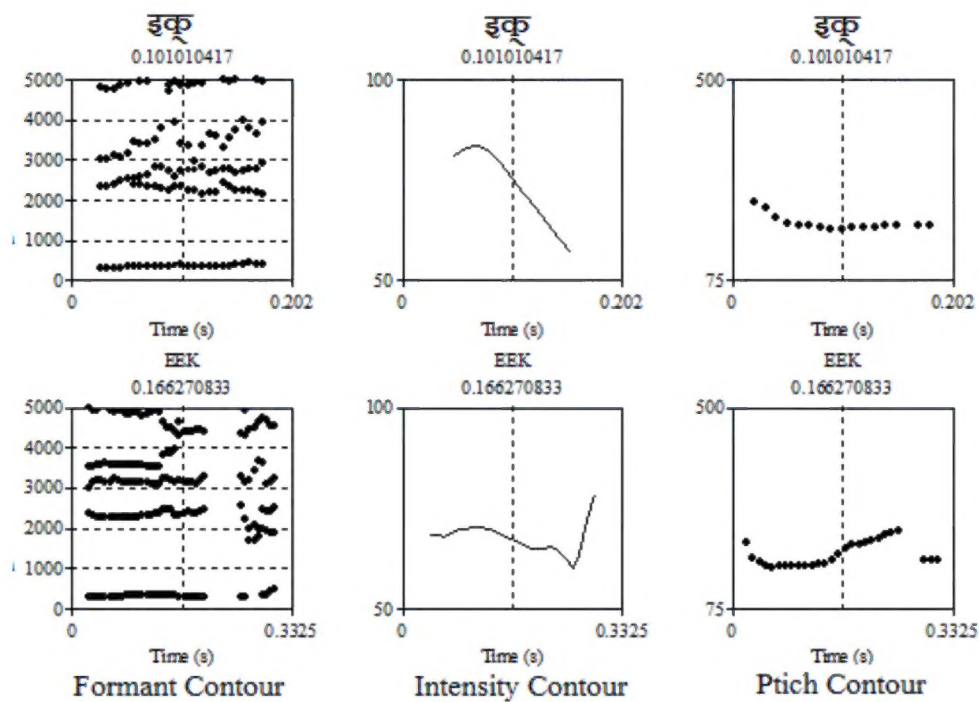 इक् इक् इक्
0.101010417 0.101010417 0.101010417
5000 100 500
4000
3000
2000
1000
0 50 75
0 0.202 0 0.202 0 0.202
Time (s) Time (s) Time (s)
EEK EEK EEK
0.166270833 0.166270833 0.166270833
5000 100 500
4000
3000
2000
1000
0 50 75
0 0.3325 0 0.3325 0 0.3325
Time (s) Time (s) Time (s)
Formant Contour Intensity Contour Ptich Contour